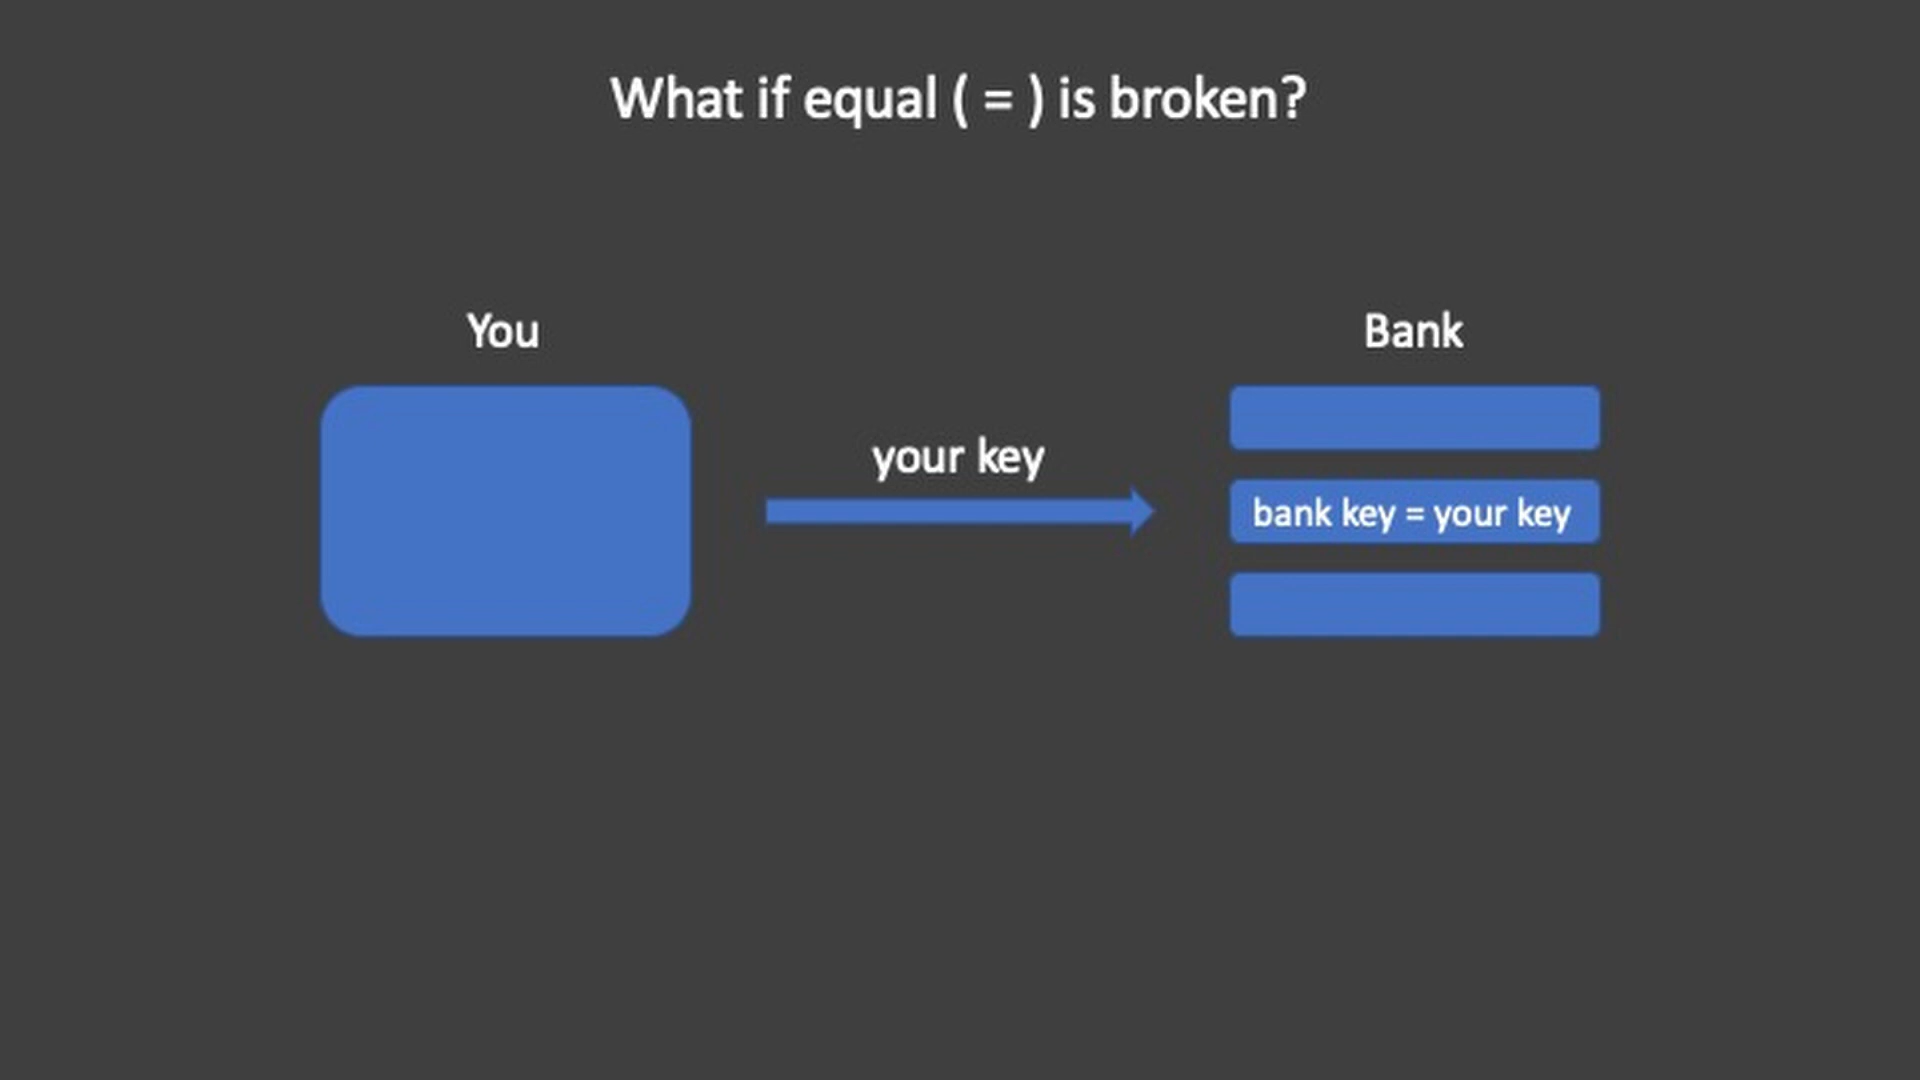 What if equal ( = ) is broken?
You
Bank
your key
bank key = your key